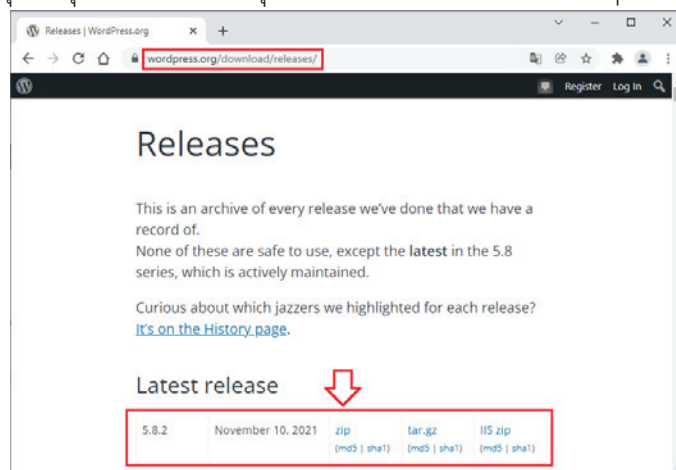 Releases | WordPress.org
wordpress.org/download/releases/
Register Log In
Releases
This is an archive of every release we've done that we have a
record of.
None of these are safe to use, except the latest in the 5.8
series, which is actively maintained.
Curious about which jazzers we highlighted for each release?
It's on the History page.
Latest release
5.8.2 November 10, 2021 zip tar.gz IIS zip
(md5 | sha1) (md5 | sha1) (md5 | sha1)